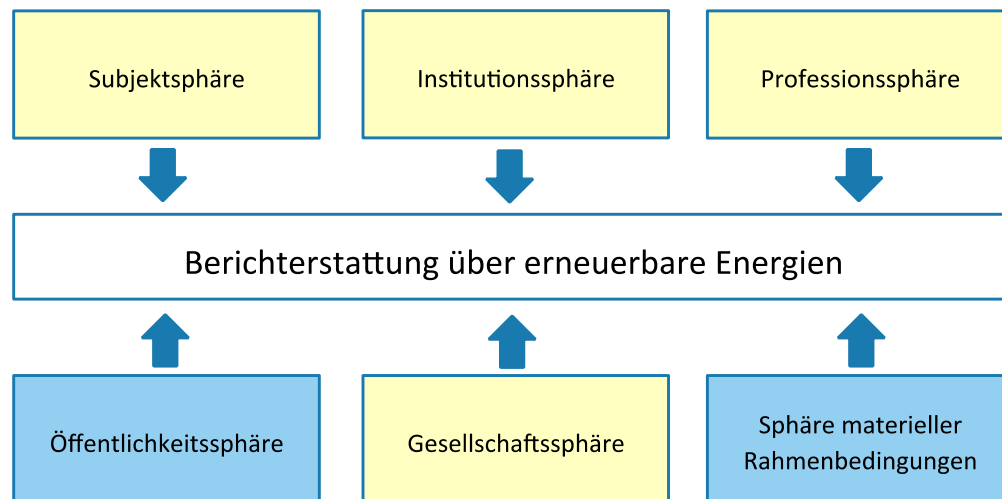 Subjektsphäre
Institutionssphäre
Professionssphäre
Berichterstattung über erneuerbare Energien
Öffentlichkeitssphäre
Gesellschaftssphäre
Sphäre materieller
Rahmenbedingungen